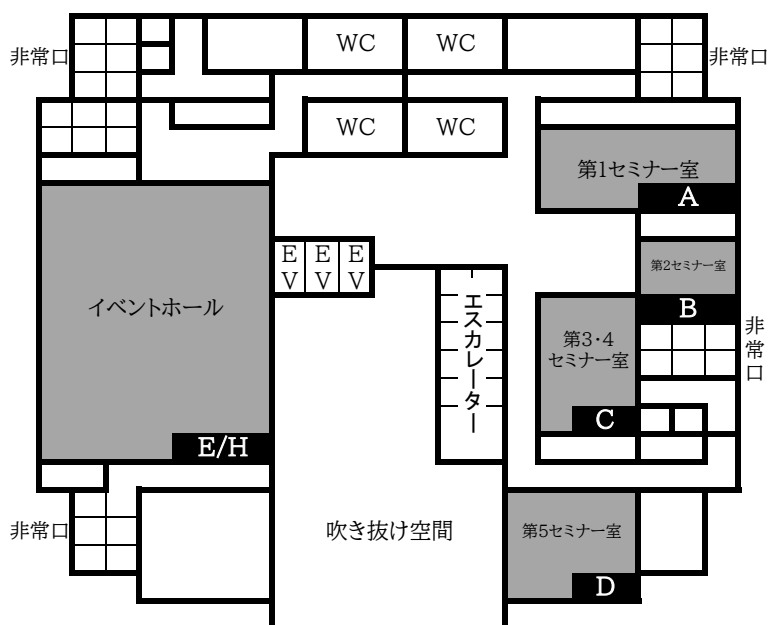 WC WC
非常口 非常口
WC WC
第1セミナー室
A
EV EV EV
第2セミナー室
イベントホール
エスカレーター
B
第3・4
セミナー室
非常口
C
E/H
非常口
吹き抜け空間
第5セミナー室
D